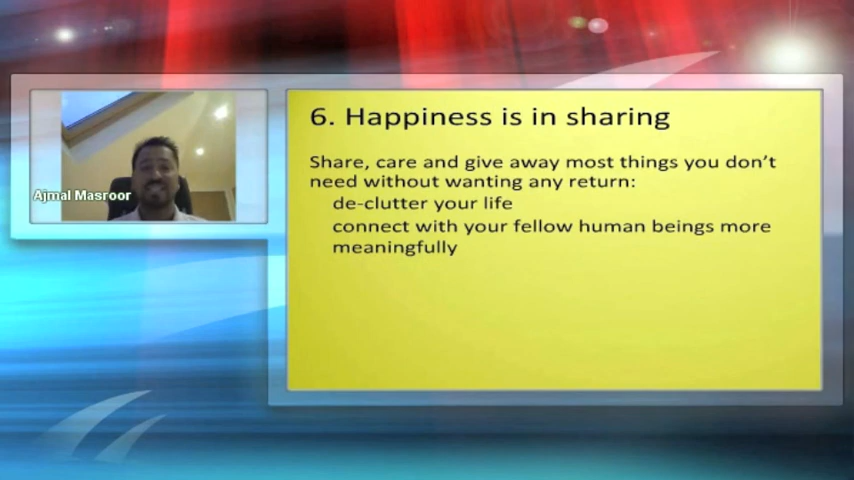 Ajmal Masroor
6. Happiness is in sharing
Share, care and give away most things you don't
need without wanting any return:
de-clutter your life
connect with your fellow human beings more
meaningfully